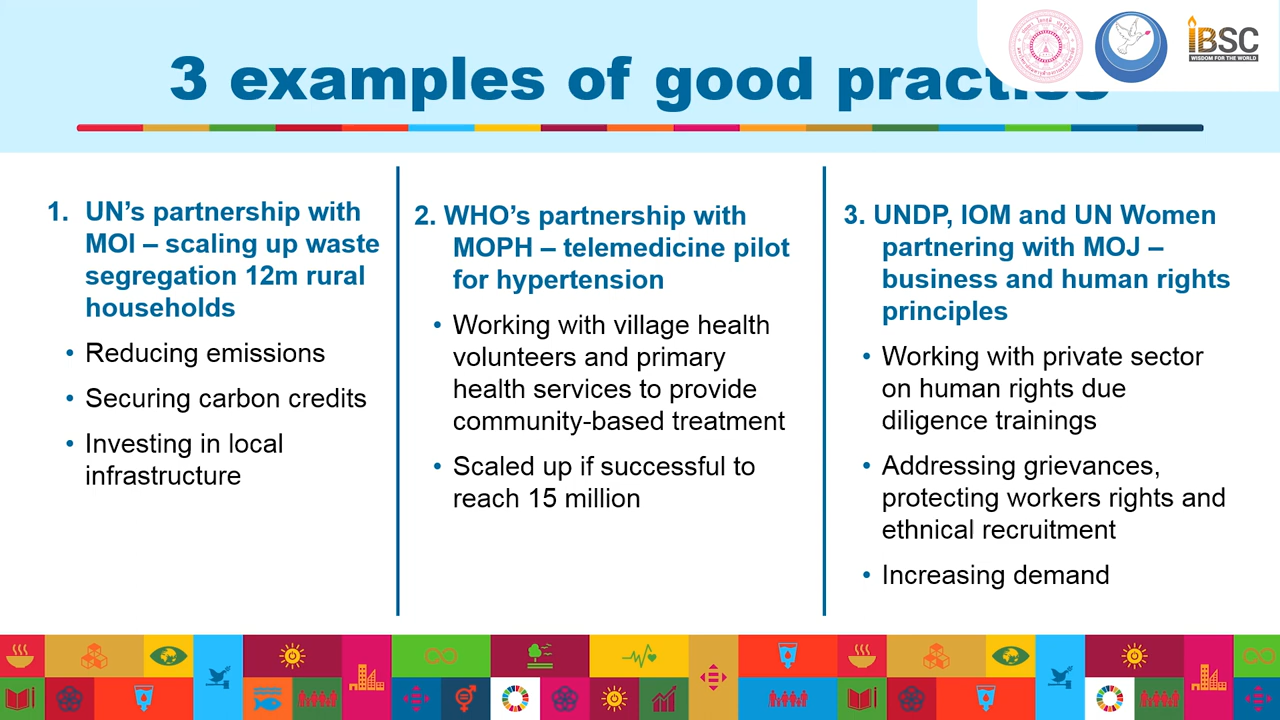 3 examples of good practice
iBSC
WISDOM FOR THE WORLD
1. UN's partnership with
MOI – scaling up waste
segregation 12m rural
households
• Reducing emissions
• Securing carbon credits
• Investing in local
infrastructure
2. WHO's partnership with
MOPH – telemedicine pilot
for hypertension
• Working with village health
volunteers and primary
health services to provide
community-based treatment
• Scaled up if successful to
reach 15 million
3. UNDP, IOM and UN Women
partnering with MOJ –
business and human rights
principles
• Working with private sector
on human rights due
diligence trainings
• Addressing grievances,
protecting workers rights and
ethnical recruitment
• Increasing demand